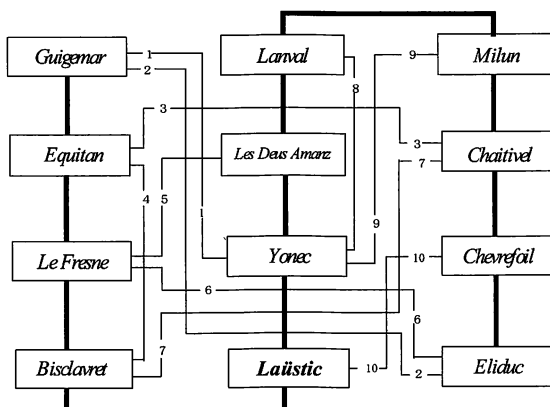 Guigemar
1
2
Lanval
9
Milun
8
3
Equitan
Les Deus Amanz
3
7
Chaitivel
4
5
1
9
Le Fresne
Yonec
10
Chevrefoil
6
6
7
Bisclavret
Laüstic
10
2
Eliduc